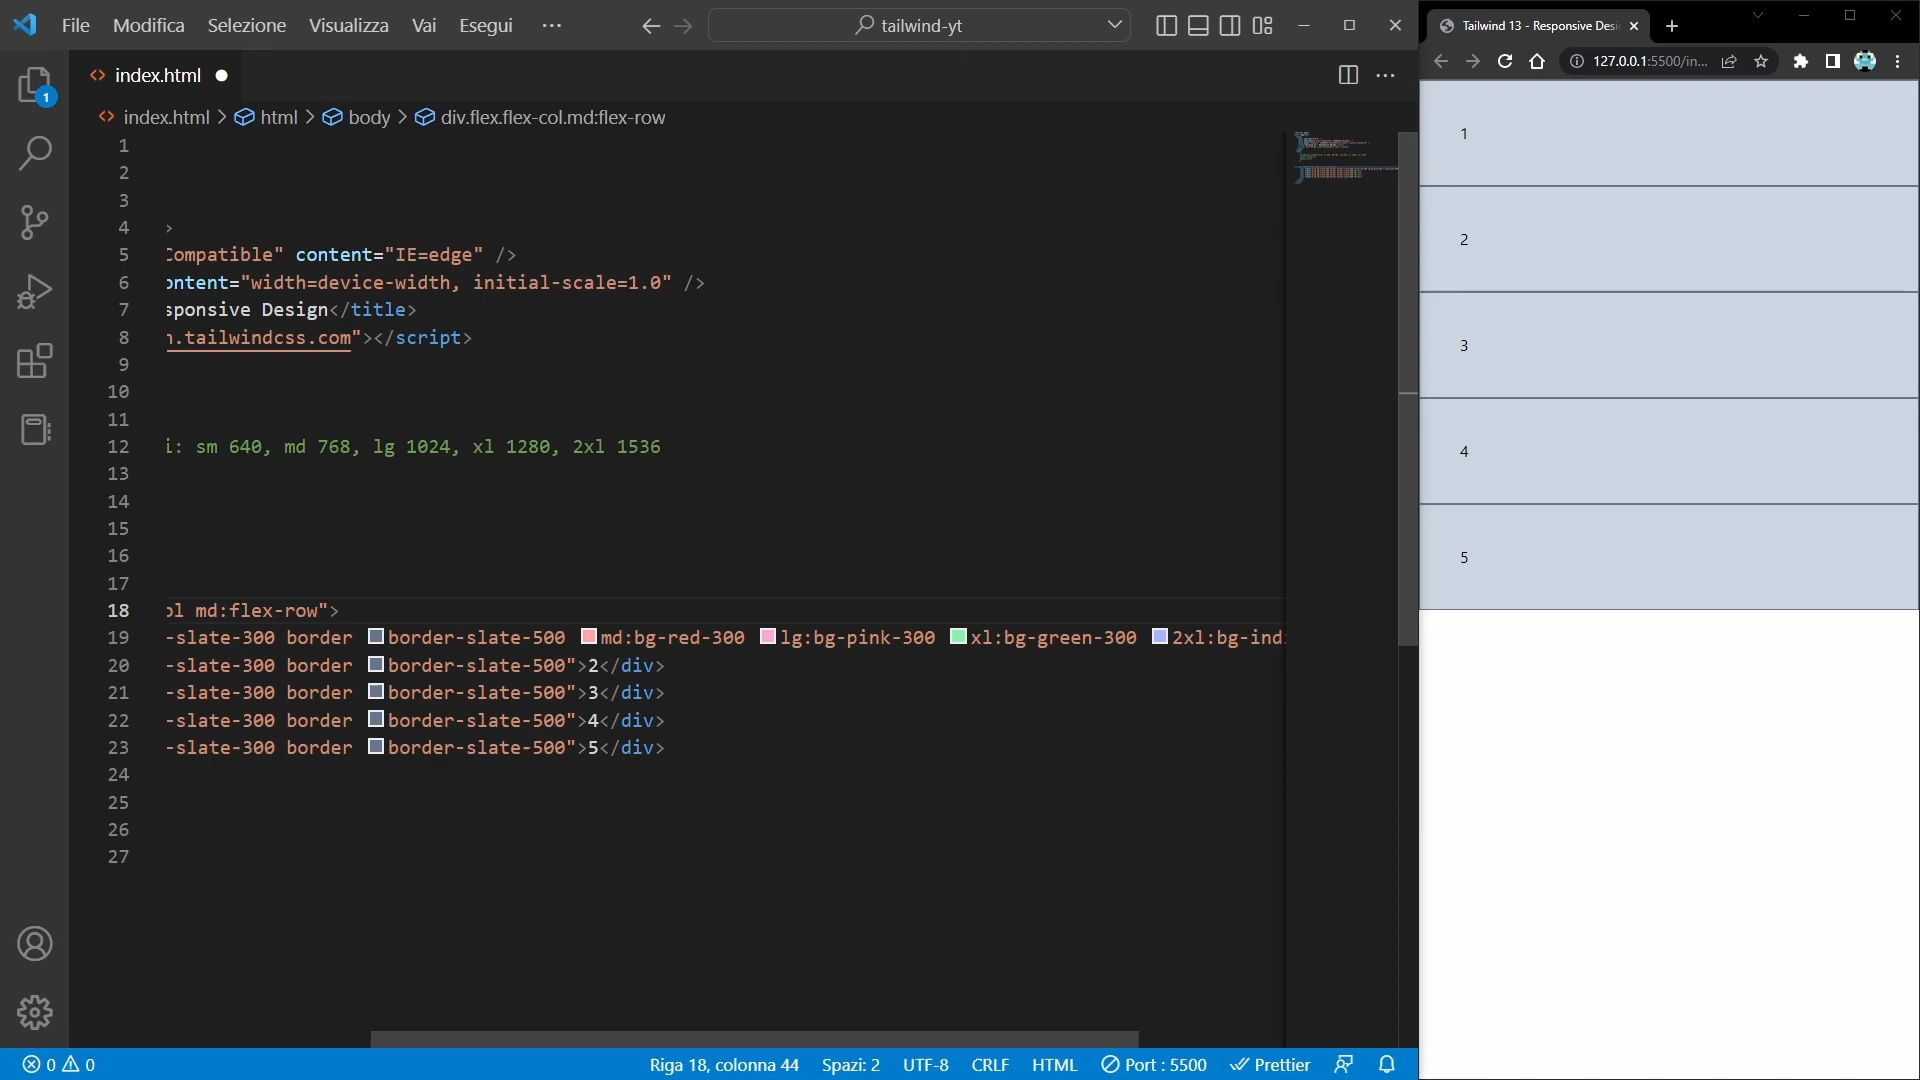 File Modifica Selezione Visualizza Vai Esegui ···
tailwind-yt
index.html
index.html > html > body > div.flex.flex-col.md:flex-row
1
2
3
4 >
5 Compatible" content="IE=edge" />
6 ontent="width=device-width, initial-scale=1.0" />
7 sponsive Design</title>
8 n.tailwindcss.com"></script>
9
10
11
12 i: sm 640, md 768, lg 1024, xl 1280, 2xl 1536
13
14
15
16
17
18 ol md:flex-row">
19 -slate-300 border border-slate-500 md:bg-red-300 lg:bg-pink-300 xl:bg-green-300 2xl:bg-ind
20 -slate-300 border border-slate-500">2</div>
21 -slate-300 border border-slate-500">3</div>
22 -slate-300 border border-slate-500">4</div>
23 -slate-300 border border-slate-500">5</div>
24
25
26
27
1
0 0 Riga 18, colonna 44 Spazi: 2 UTF-8 CRLF HTML Port : 5500 Prettier
Tailwind 13 - Responsive Des
127.0.0.1:5500/in...
1
2
3
4
5